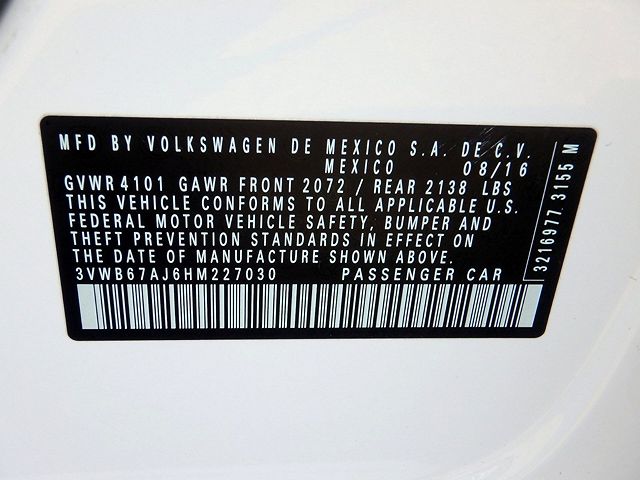 MFD BY VOLKSWAGEN DE MEXICO S.A. DE C.V.
MEXICO 08/16
GVWR 4101 GAWR FRONT 2072 / REAR 2138 LBS
THIS VEHICLE CONFORMS TO ALL APPLICABLE U.S.
FEDERAL MOTOR VEHICLE SAFETY, BUMPER AND
THEFT PREVENTION STANDARDS IN EFFECT ON
THE DATE OF MANUFACTURE SHOWN ABOVE.
3VWB67AJ6HM227030 PASSENGER CAR
3216977 3155 M